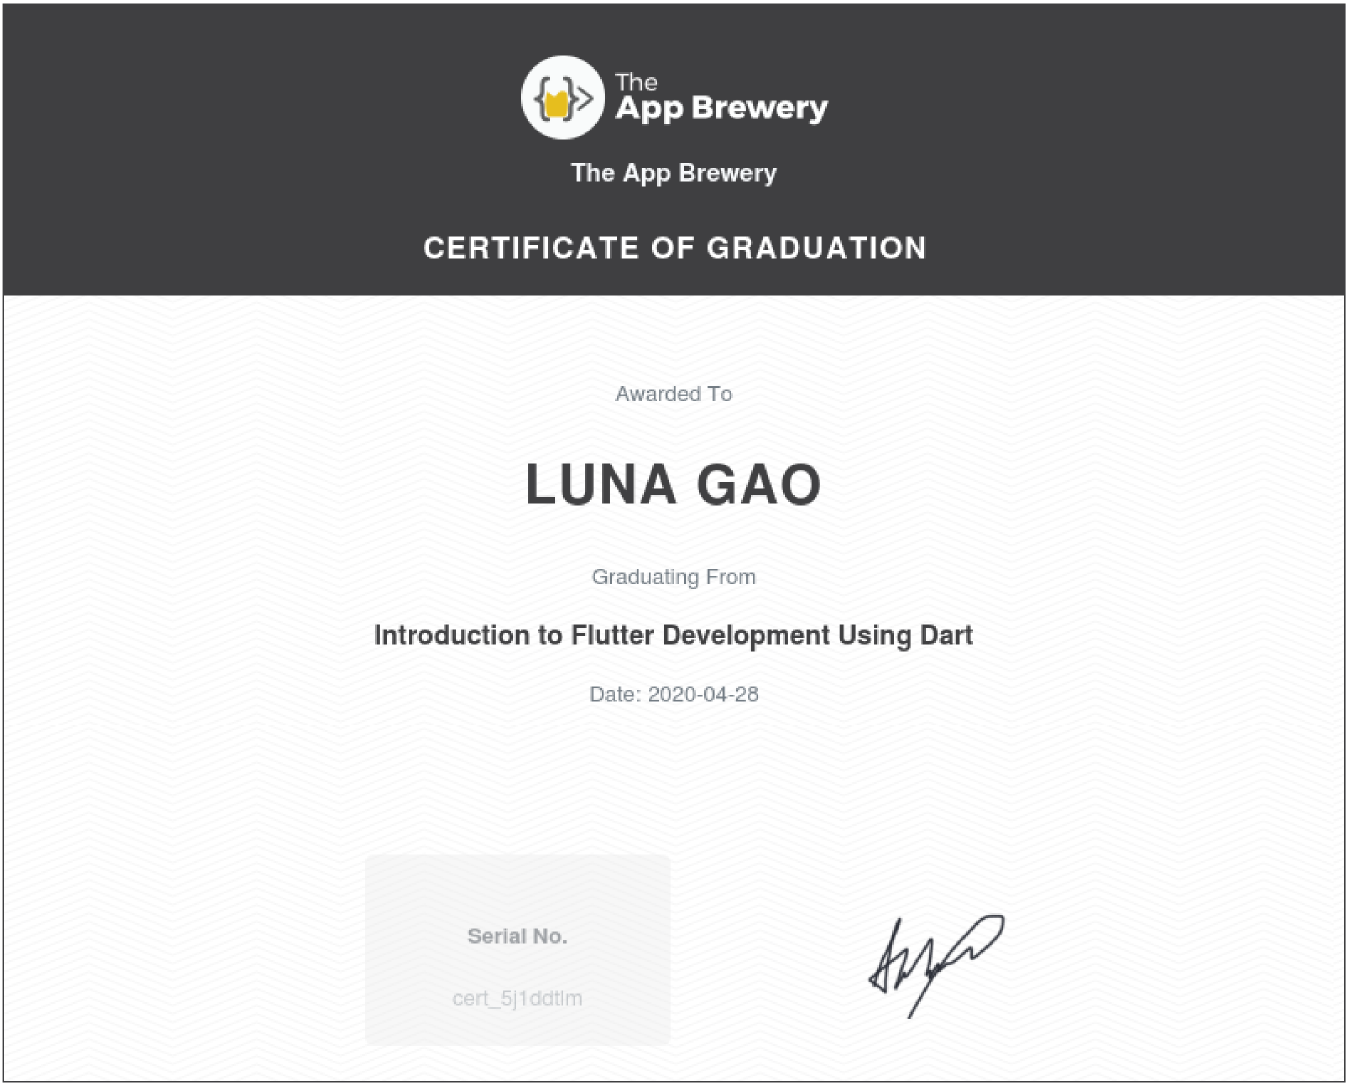 The
App Brewery
The App Brewery
CERTIFICATE OF GRADUATION
Awarded To
LUNA GAO
Graduating From
Introduction to Flutter Development Using Dart
Date: 2020-04-28
Serial No.
cert_5j1ddtlm